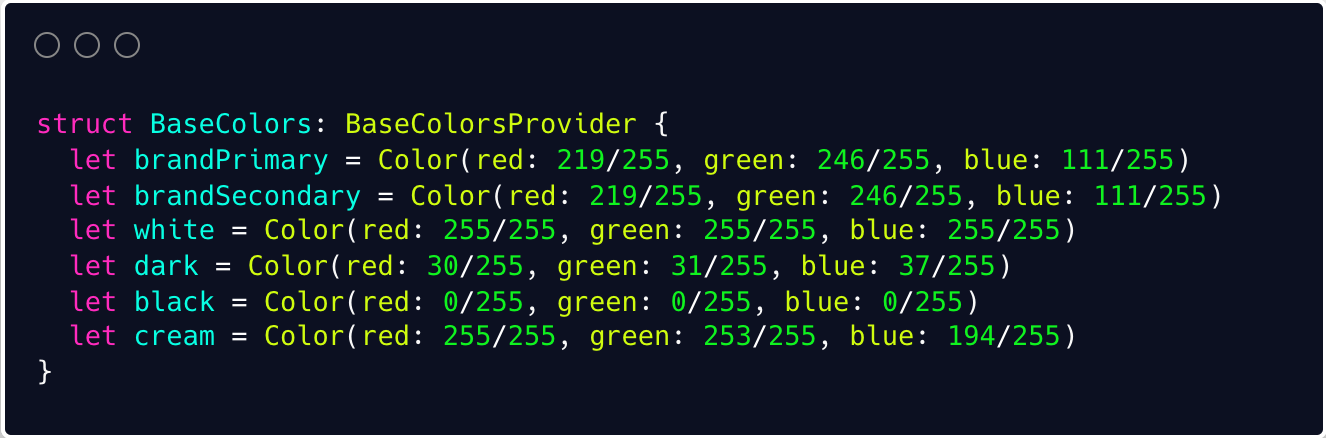 struct BaseColors: BaseColorsProvider {
  let brandPrimary = Color(red: 219/255, green: 246/255, blue: 111/255)
  let brandSecondary = Color(red: 219/255, green: 246/255, blue: 111/255)
  let white = Color(red: 255/255, green: 255/255, blue: 255/255)
  let dark = Color(red: 30/255, green: 31/255, blue: 37/255)
  let black = Color(red: 0/255, green: 0/255, blue: 0/255)
  let cream = Color(red: 255/255, green: 253/255, blue: 194/255)
}